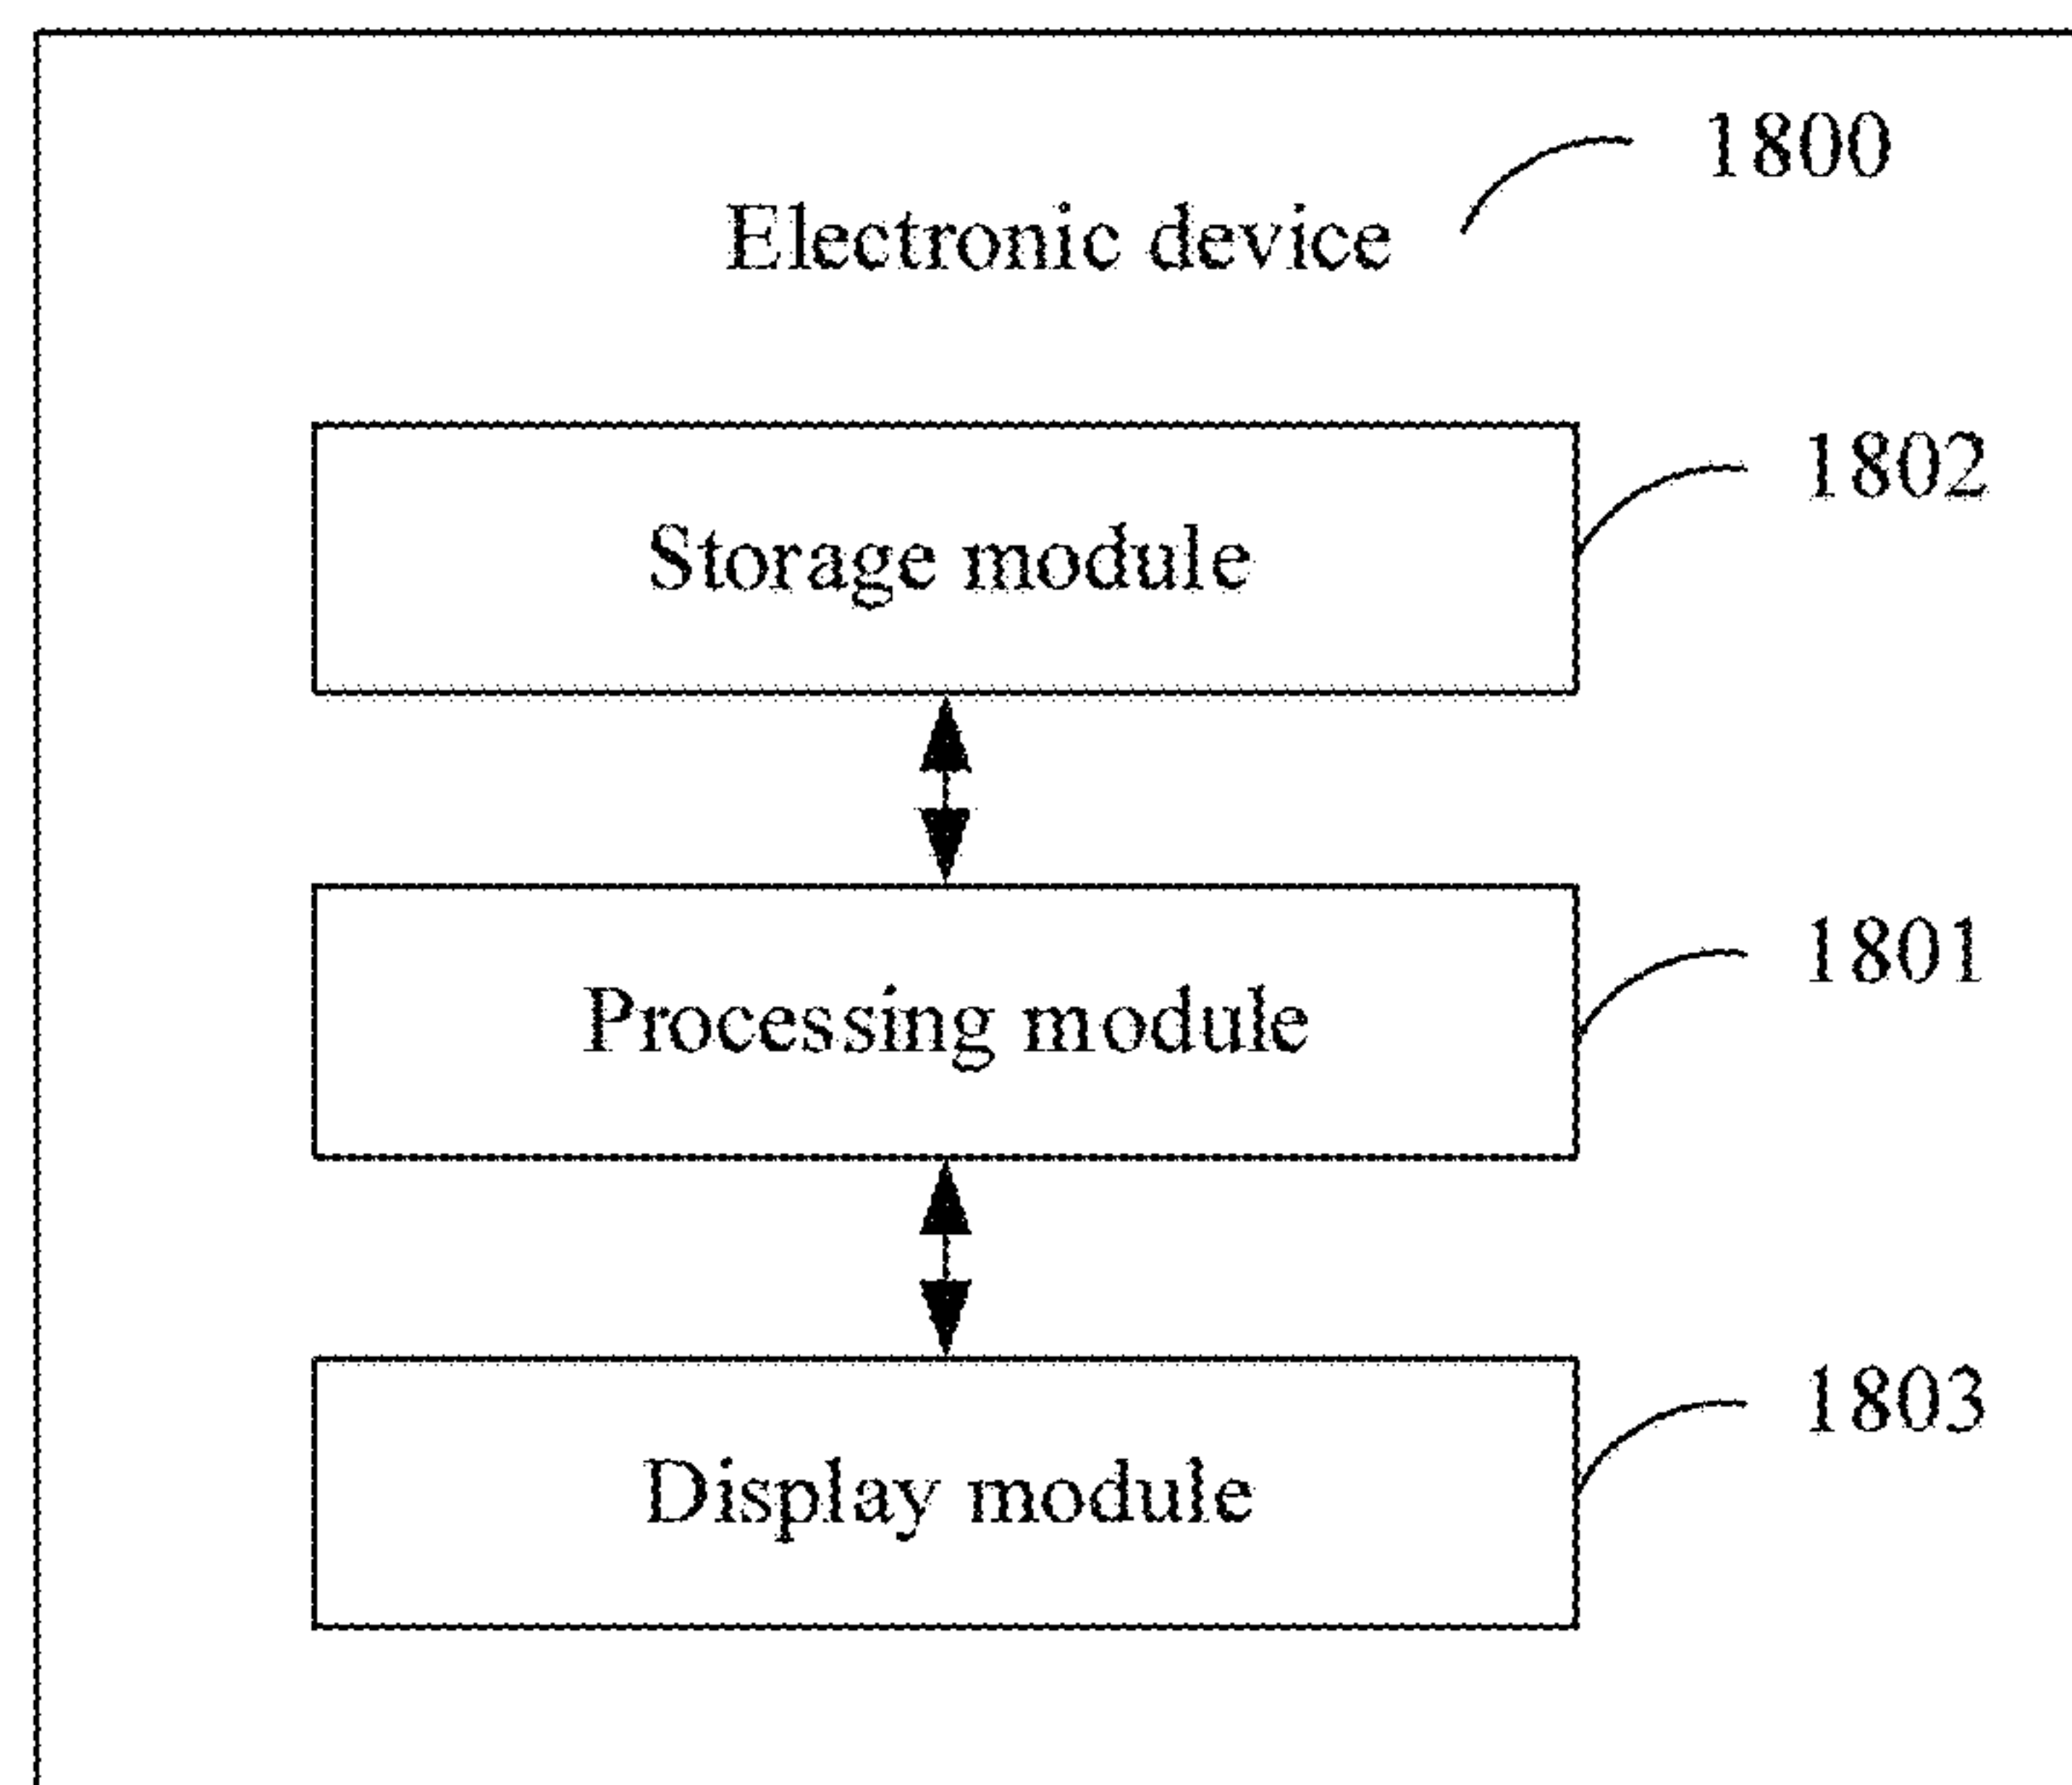 1800
Electronic device
1802
Storage module
1801
Processing module
1803
Display module